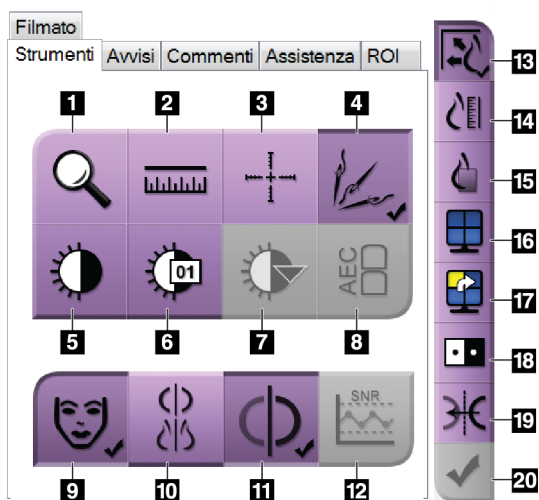 Filmato
Strumenti Avvisi Commenti Assistenza ROI
1 2 3 4
01
AEC
5 6 7 8
SNR
9 10 11 12
13
14
15
16
17
18
19
20